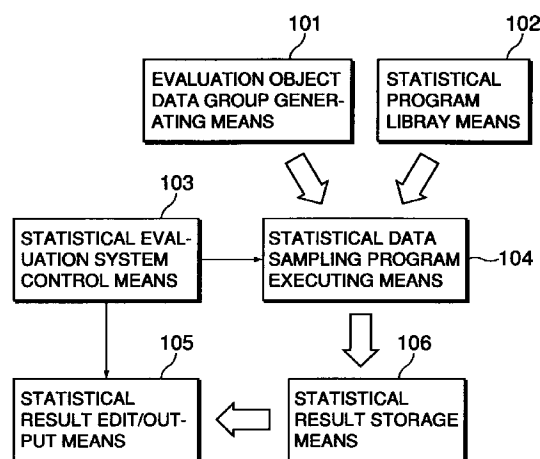 101
102
EVALUATION OBJECT
DATA GROUP GENER-
ATING MEANS
STATISTICAL
PROGRAM
LIBRAY MEANS
103
STATISTICAL EVAL-
UATION SYSTEM
CONTROL MEANS
STATISTICAL DATA
SAMPLING PROGRAM
EXECUTING MEANS
104
105
106
STATISTICAL
RESULT EDIT/OUT-
PUT MEANS
STATISTICAL
RESULT STORAGE
MEANS